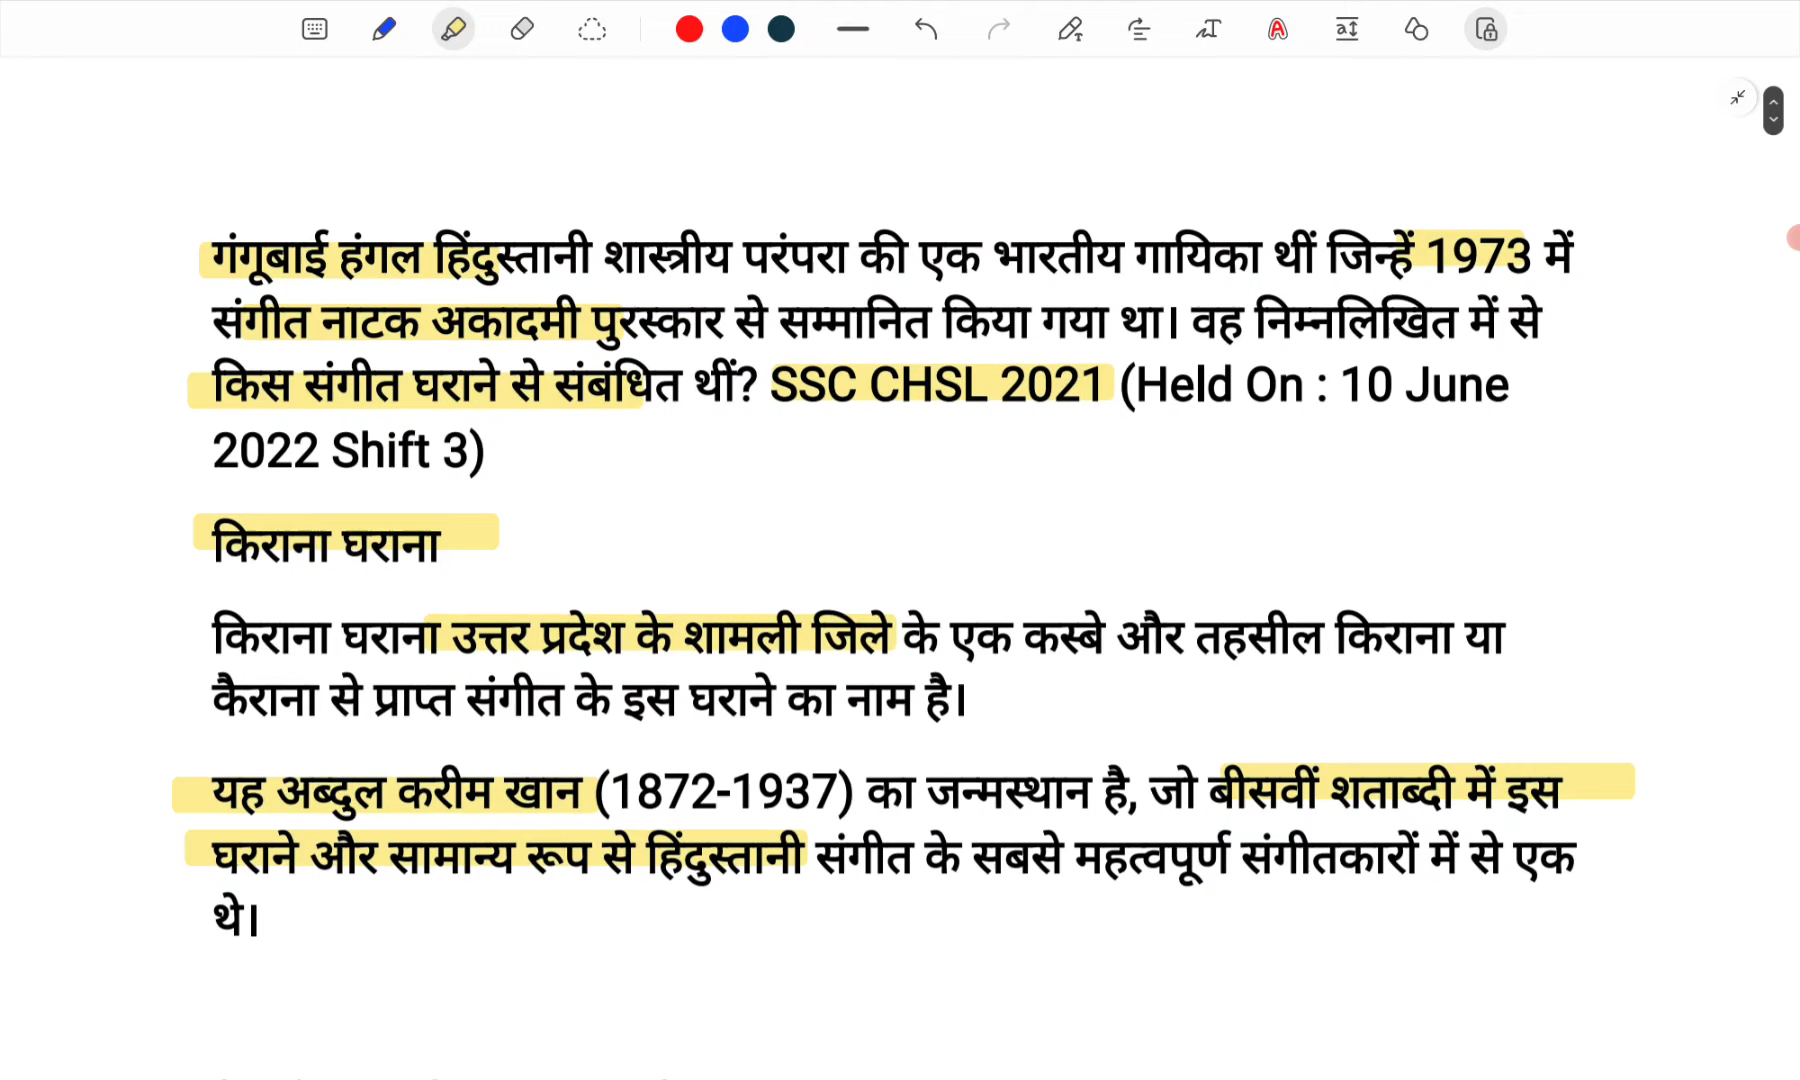 गंगूबाई हंगल हिंदुस्तानी शास्त्रीय परंपरा की एक भारतीय गायिका थीं जिन्हें 1973 में
संगीत नाटक अकादमी पुरस्कार से सम्मानित किया गया था। वह निम्नलिखित में से
किस संगीत घराने से संबंधित थीं? SSC CHSL 2021 (Held On : 10 June
2022 Shift 3)
किराना घराना
किराना घराना उत्तर प्रदेश के शामली जिले के एक कस्बे और तहसील किराना या
कैराना से प्राप्त संगीत के इस घराने का नाम है।
यह अब्दुल करीम खान (1872-1937) का जन्मस्थान है, जो बीसवीं शताब्दी में इस
घराने और सामान्य रूप से हिंदुस्तानी संगीत के सबसे महत्वपूर्ण संगीतकारों में से एक
थे।